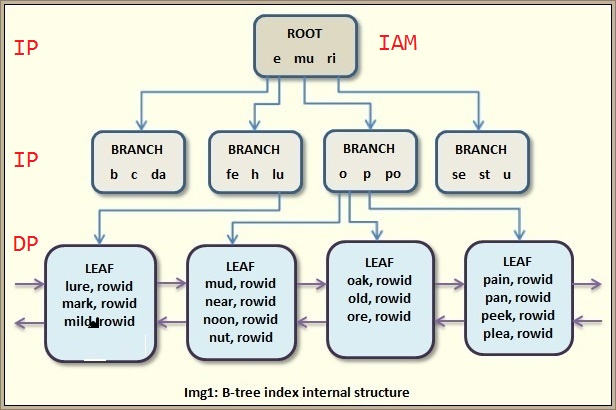 IP
ROOT
e mu ri
IAM
IP
BRANCH
b c da
BRANCH
fe h lu
BRANCH
o p po
BRANCH
se st u
DP
LEAF
lure, rowid
mark, rowid
mild, rowid
LEAF
mud, rowid
near, rowid
noon, rowid
nut, rowid
LEAF
oak, rowid
old, rowid
ore, rowid
LEAF
pain, rowid
pan, rowid
peek, rowid
plea, rowid
Img1: B-tree index internal structure